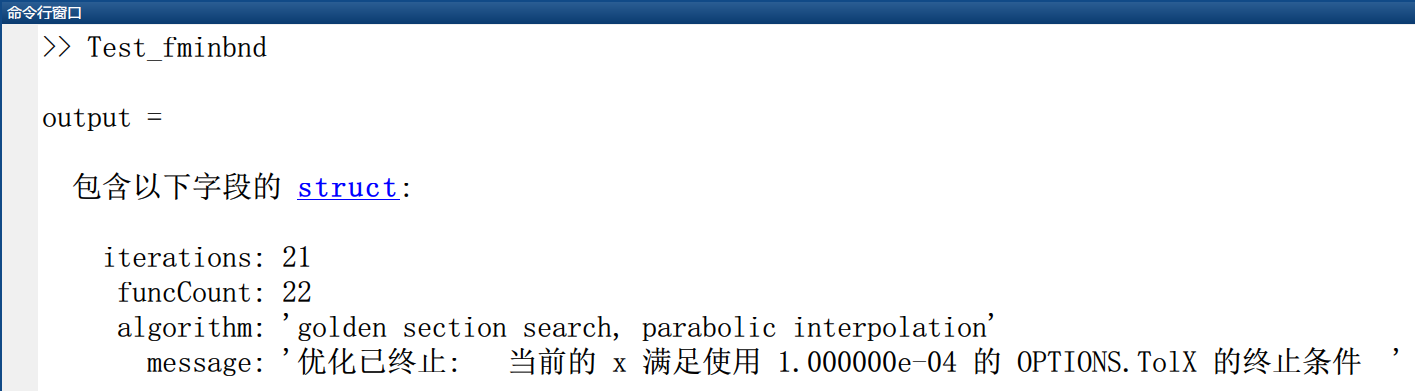 命令行窗口
>> Test_fminbnd
output =
包含以下字段的 struct:
iterations: 21
funcCount: 22
algorithm: 'golden section search, parabolic interpolation'
message: '优化已终止: 当前的 x 满足使用 1.000000e-04 的 OPTIONS.TolX 的终止条件 '